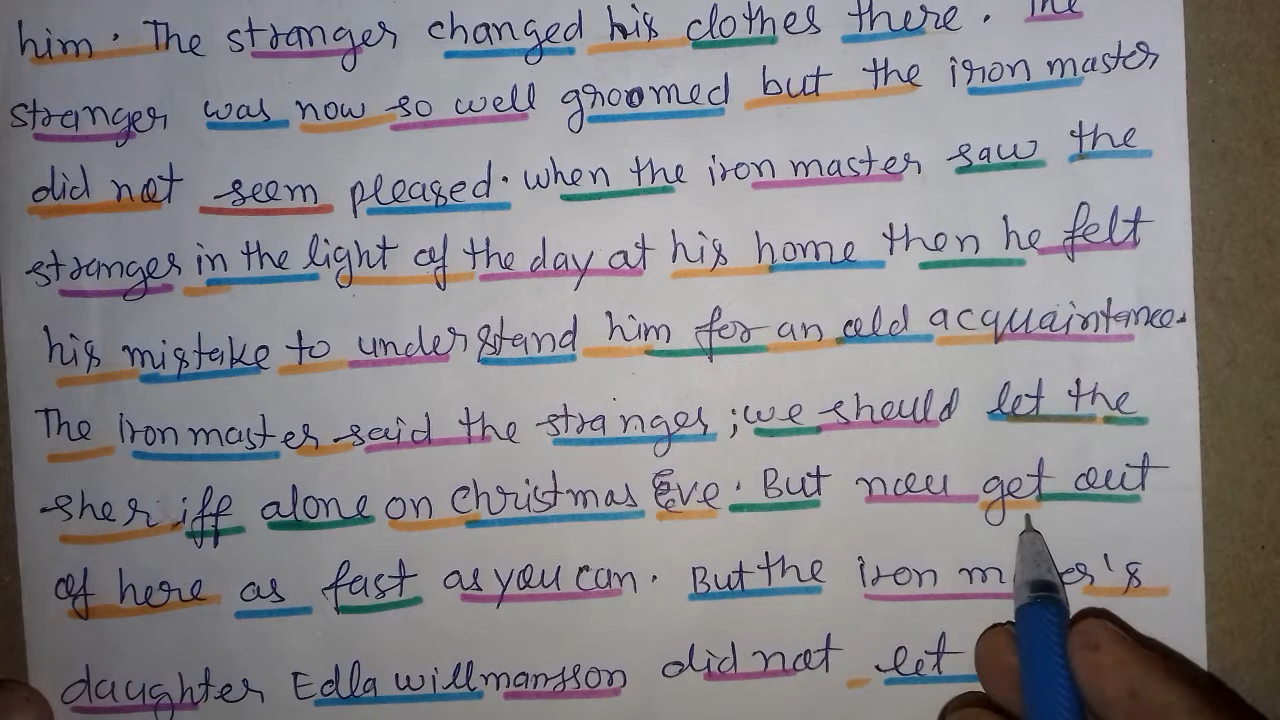 him. The stranger changed his clothes there. The
stranger was now so well groomed but the iron master
did not seem pleased. when the iron master saw the
stranger in the light of the day at his home then he felt
his mistake to understand him for an old acquaintance.
The iron master said the stranger; we should let the
sheriff alone on Christmas Eve. But now get out
of here as fast as you can. But the iron
daughter Edla willmansson did not let